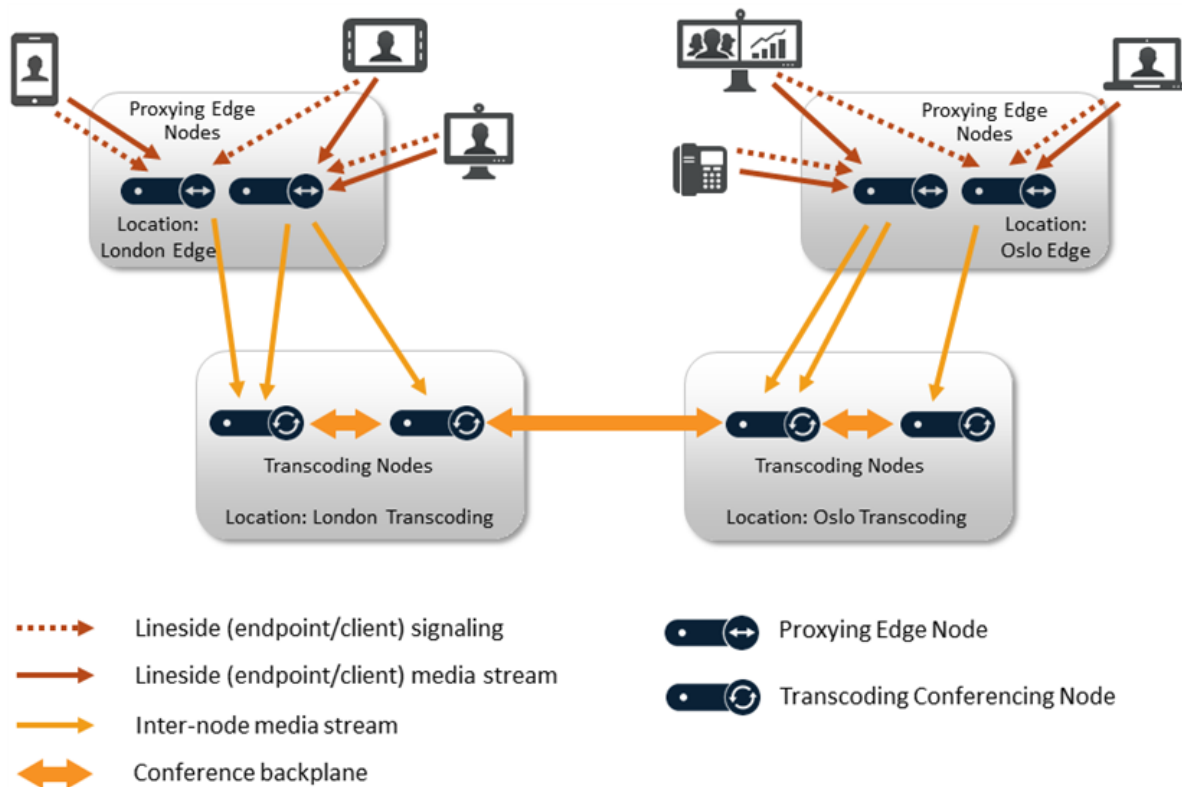 Proxying Edge
Nodes
Location:
London Edge
Proxying Edge
Nodes
Location:
Oslo Edge
Transcoding Nodes
Location: London Transcoding
Transcoding Nodes
Location: Oslo Transcoding
Lineside (endpoint/client) signaling
Lineside (endpoint/client) media stream
Inter-node media stream
Conference backplane
Proxying Edge Node
Transcoding Conferencing Node